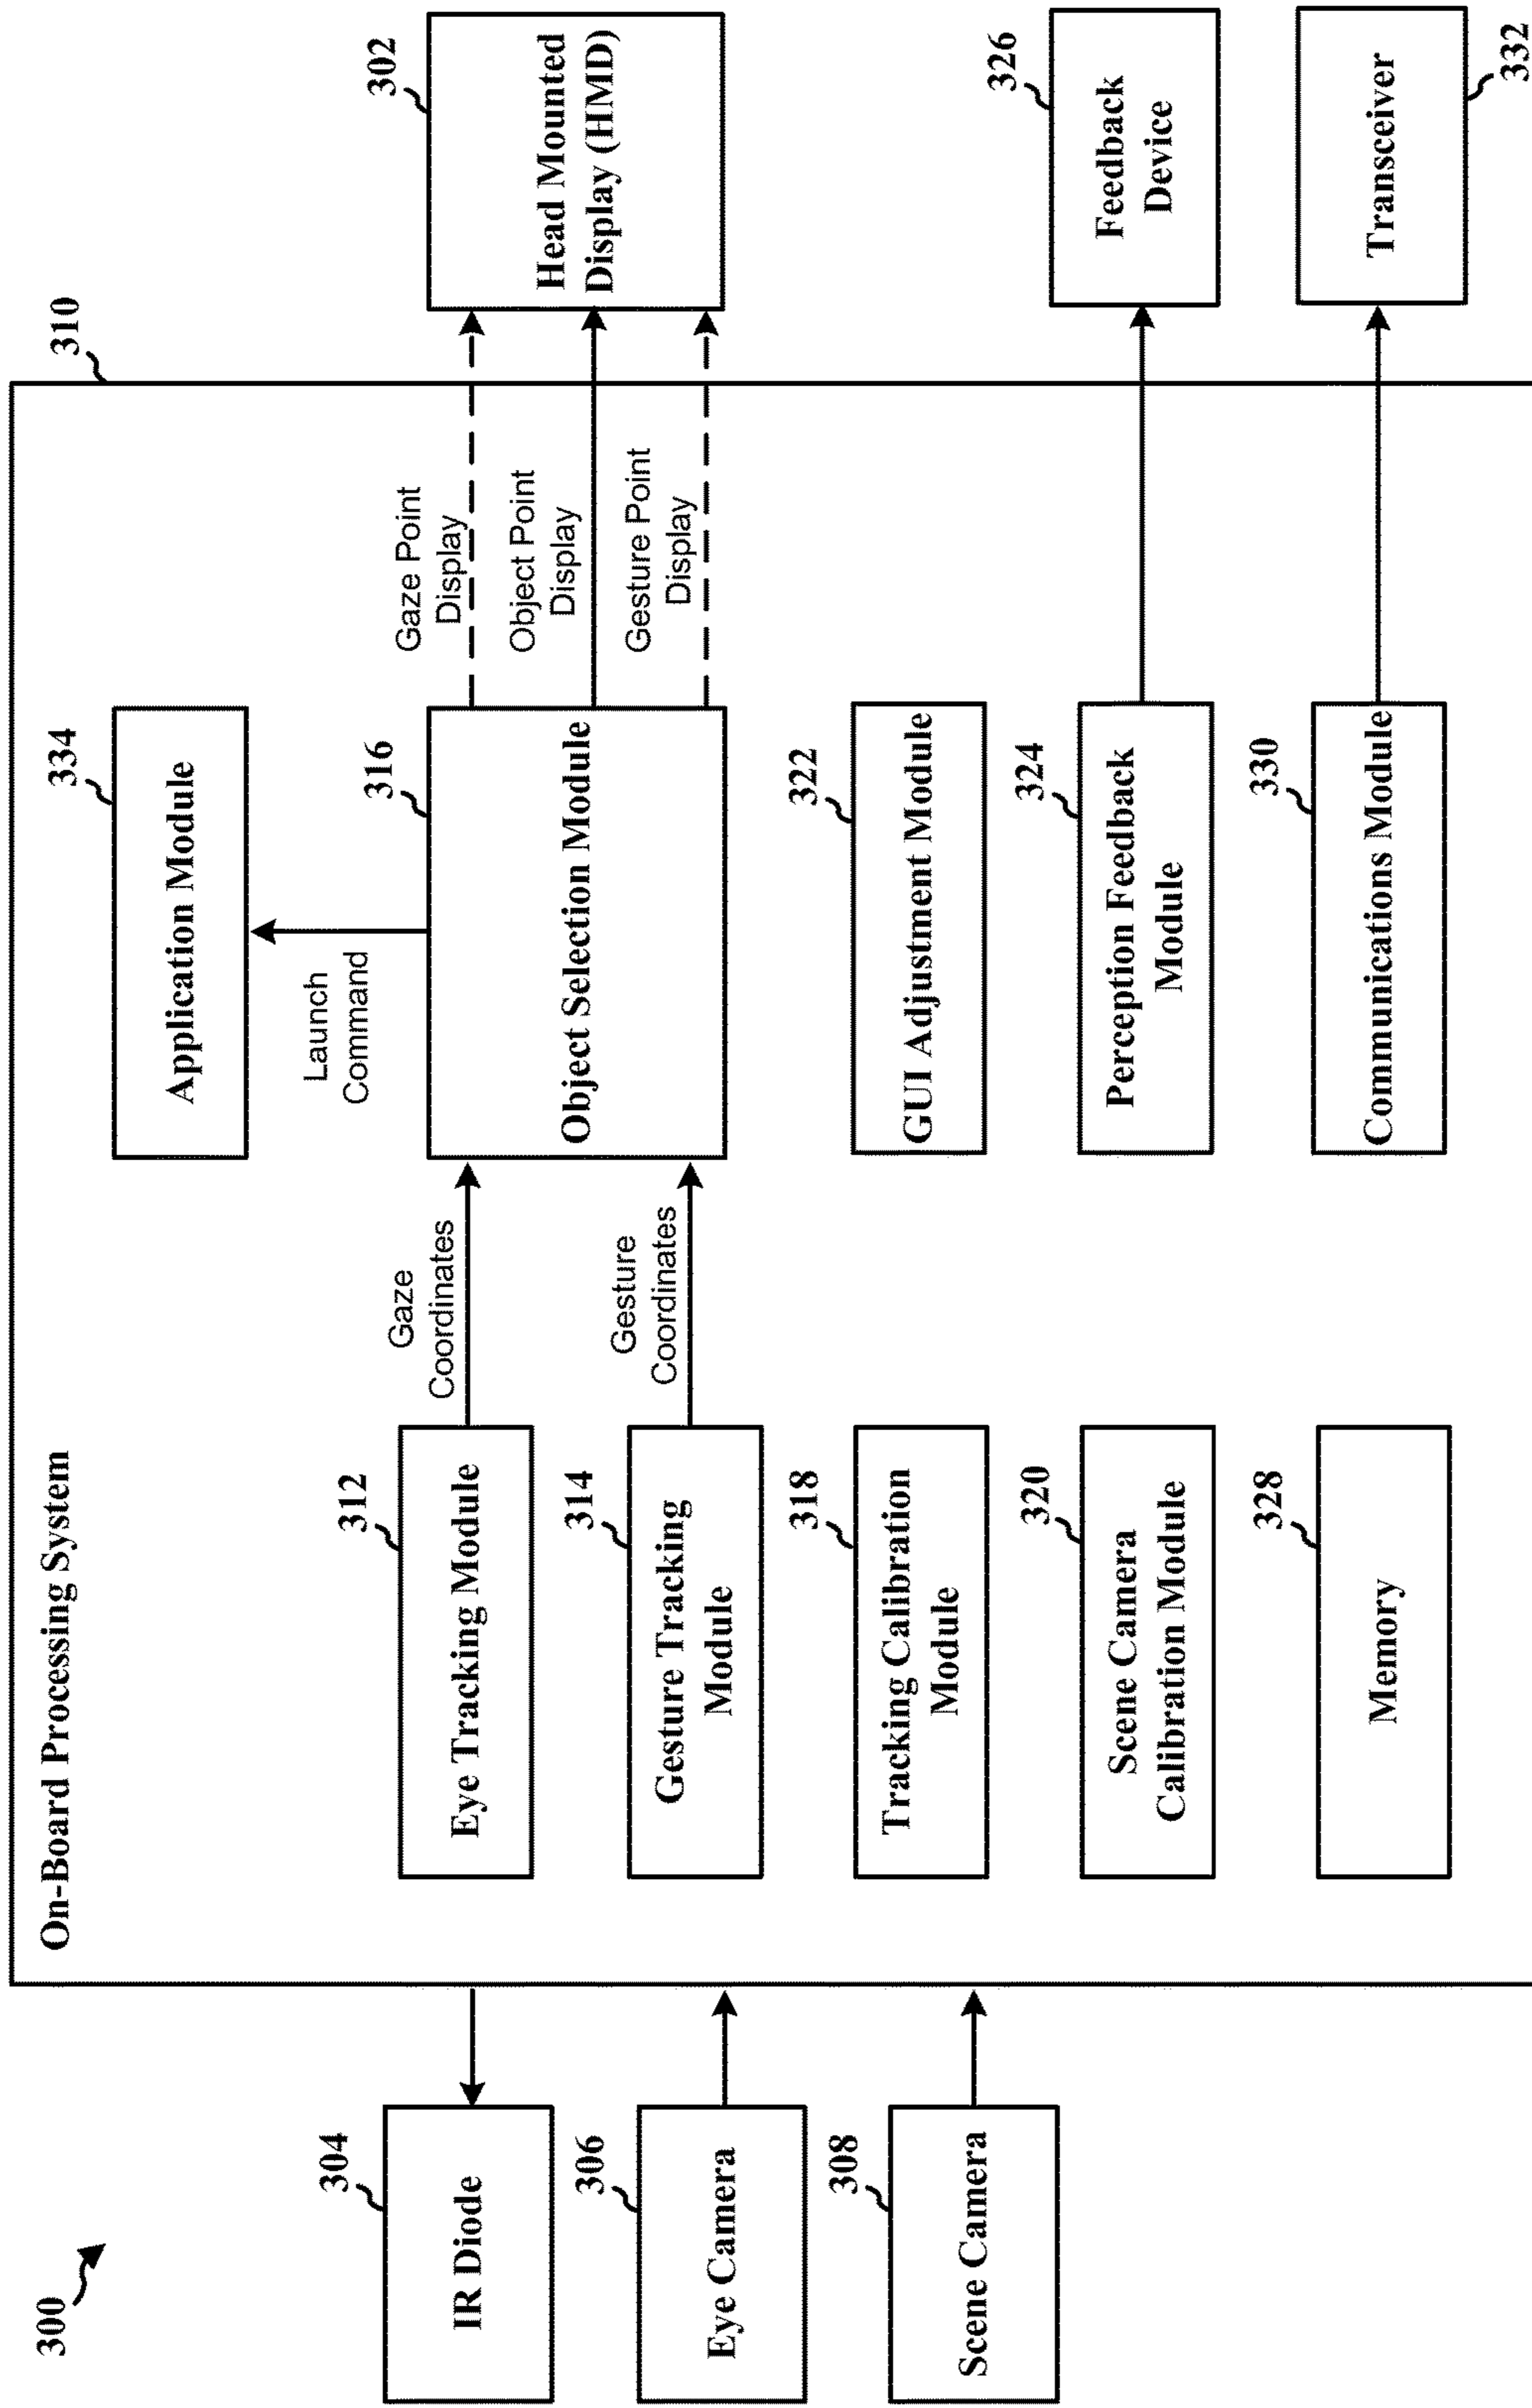 300
On-Board Processing System
310
304
IR Diode
306
Eye Camera
308
Scene Camera
312
Eye Tracking Module
314
Gesture Tracking
Module
318
Tracking Calibration
Module
320
Scene Camera
Calibration Module
328
Memory
Gaze
Coordinates
Gesture
Coordinates
334
Application Module
Launch
Command
316
Object Selection Module
322
GUI Adjustment Module
324
Perception Feedback
Module
330
Communications Module
Gaze Point
Display
Object Point
Display
Gesture Point
Display
302
Head Mounted
Display (HMD)
326
Feedback
Device
332
Transceiver